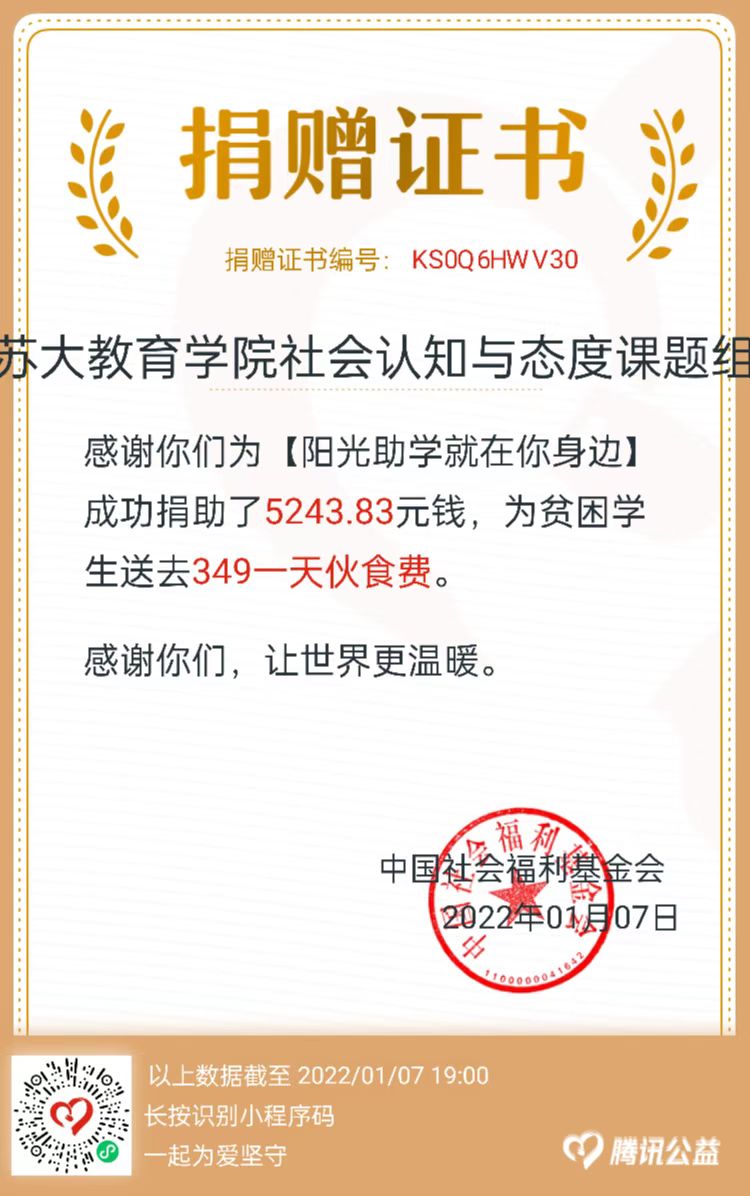 捐赠证书
捐赠证书编号： KS0Q6HWV30
苏大教育学院社会认知与态度课题组
感谢你们为【阳光助学就在你身边】
成功捐助了5243.83元钱，为贫困学
生送去349一天伙食费。
感谢你们，让世界更温暖。
中国社会福利基金会
中国社会福利基金会
2022年01月07日
1100000041642
以上数据截至 2022/01/07 19:00
长按识别小程序码
一起为爱坚守
腾讯公益